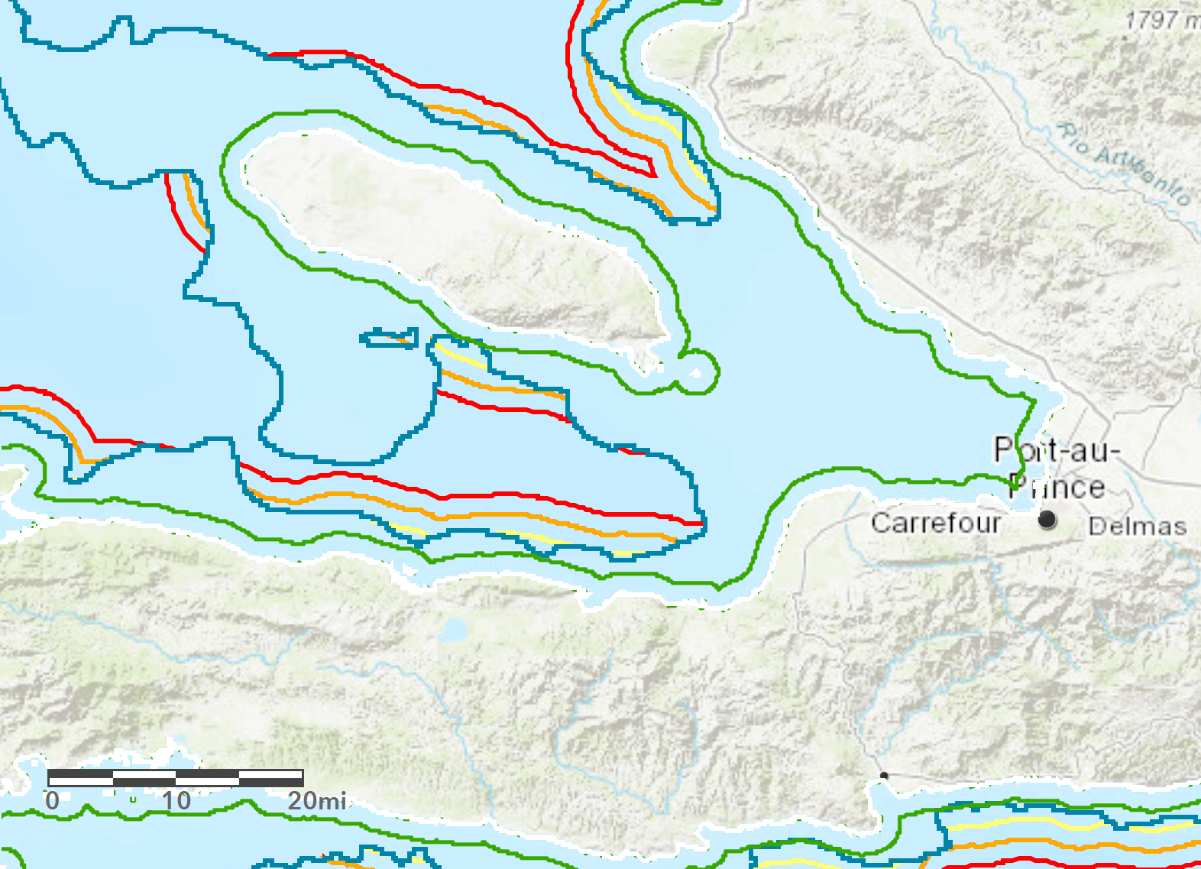 1797 m
Rio Artibonito
Port-au-
Prince
Carrefour
Delmas
0 10 20mi